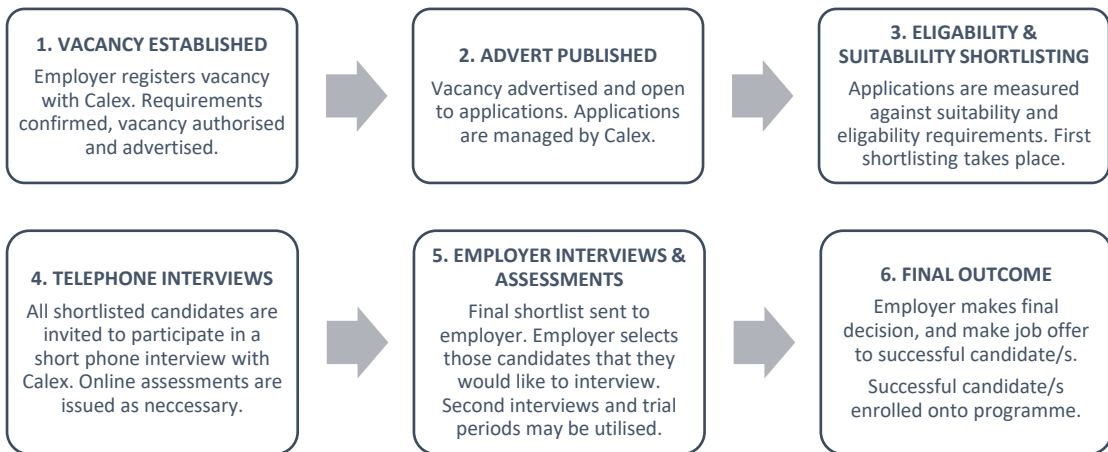 1. VACANCY ESTABLISHED
Employer registers vacancy
with Calex. Requirements
confirmed, vacancy authorised
and advertised.
2. ADVERT PUBLISHED
Vacancy advertised and open
to applications. Applications
are managed by Calex.
3. ELIGABILITY &
SUITABLILITY SHORTLISTING
Applications are measured
against suitability and
eligability requirements. First
shortlisting takes place.
4. TELEPHONE INTERVIEWS
All shortlisted candidates are
invited to participate in a
short phone interview with
Calex. Online assessments are
issued as neccessary.
5. EMPLOYER INTERVIEWS &
ASSESSMENTS
Final shortlist sent to
employer. Employer selects
those candidates that they
would like to interview.
Second interviews and trial
periods may be utilised.
6. FINAL OUTCOME
Employer makes final
decision, and make job offer
to successful candidate/s.
Successful candidate/s
enrolled onto programme.